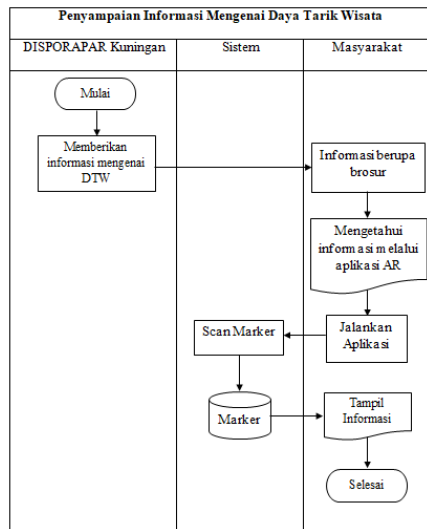 Penyampaian Informasi Mengenai Daya Tarik Wisata
DISPORAPAR Kuningan
Sistem
Masyarakat
Mulai
Memberikan
informasi mengenai
DTW
Informasi berupa
brosur
Mengetahui
informasi melalui
aplikasi AR
Jalankan
Aplikasi
Scan Marker
Marker
Tampil
Informasi
Selesai